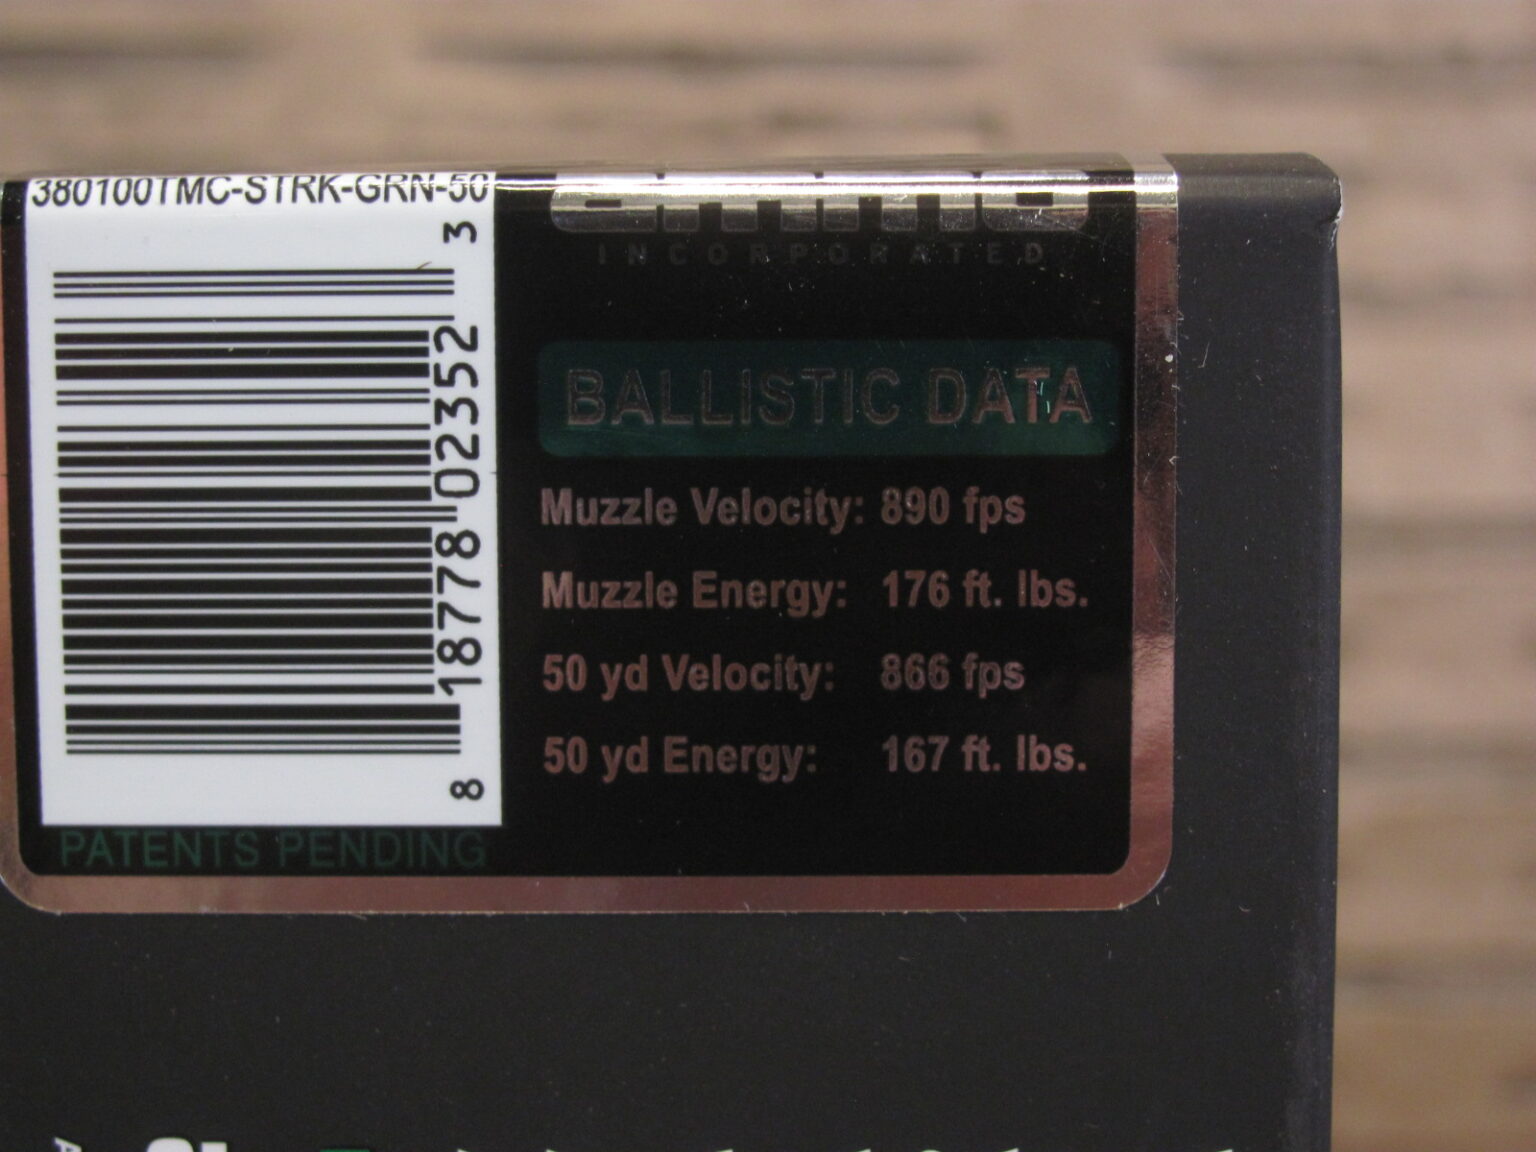 380100TMC-STRK-GRN-50
8 18778 02352 3
PATENTS PENDING
ammo
INCORPORATED
BALLISTIC DATA
Muzzle Velocity: 890 fps
Muzzle Energy: 176 ft. lbs.
50 yd Velocity: 866 fps
50 yd Energy: 167 ft. lbs.